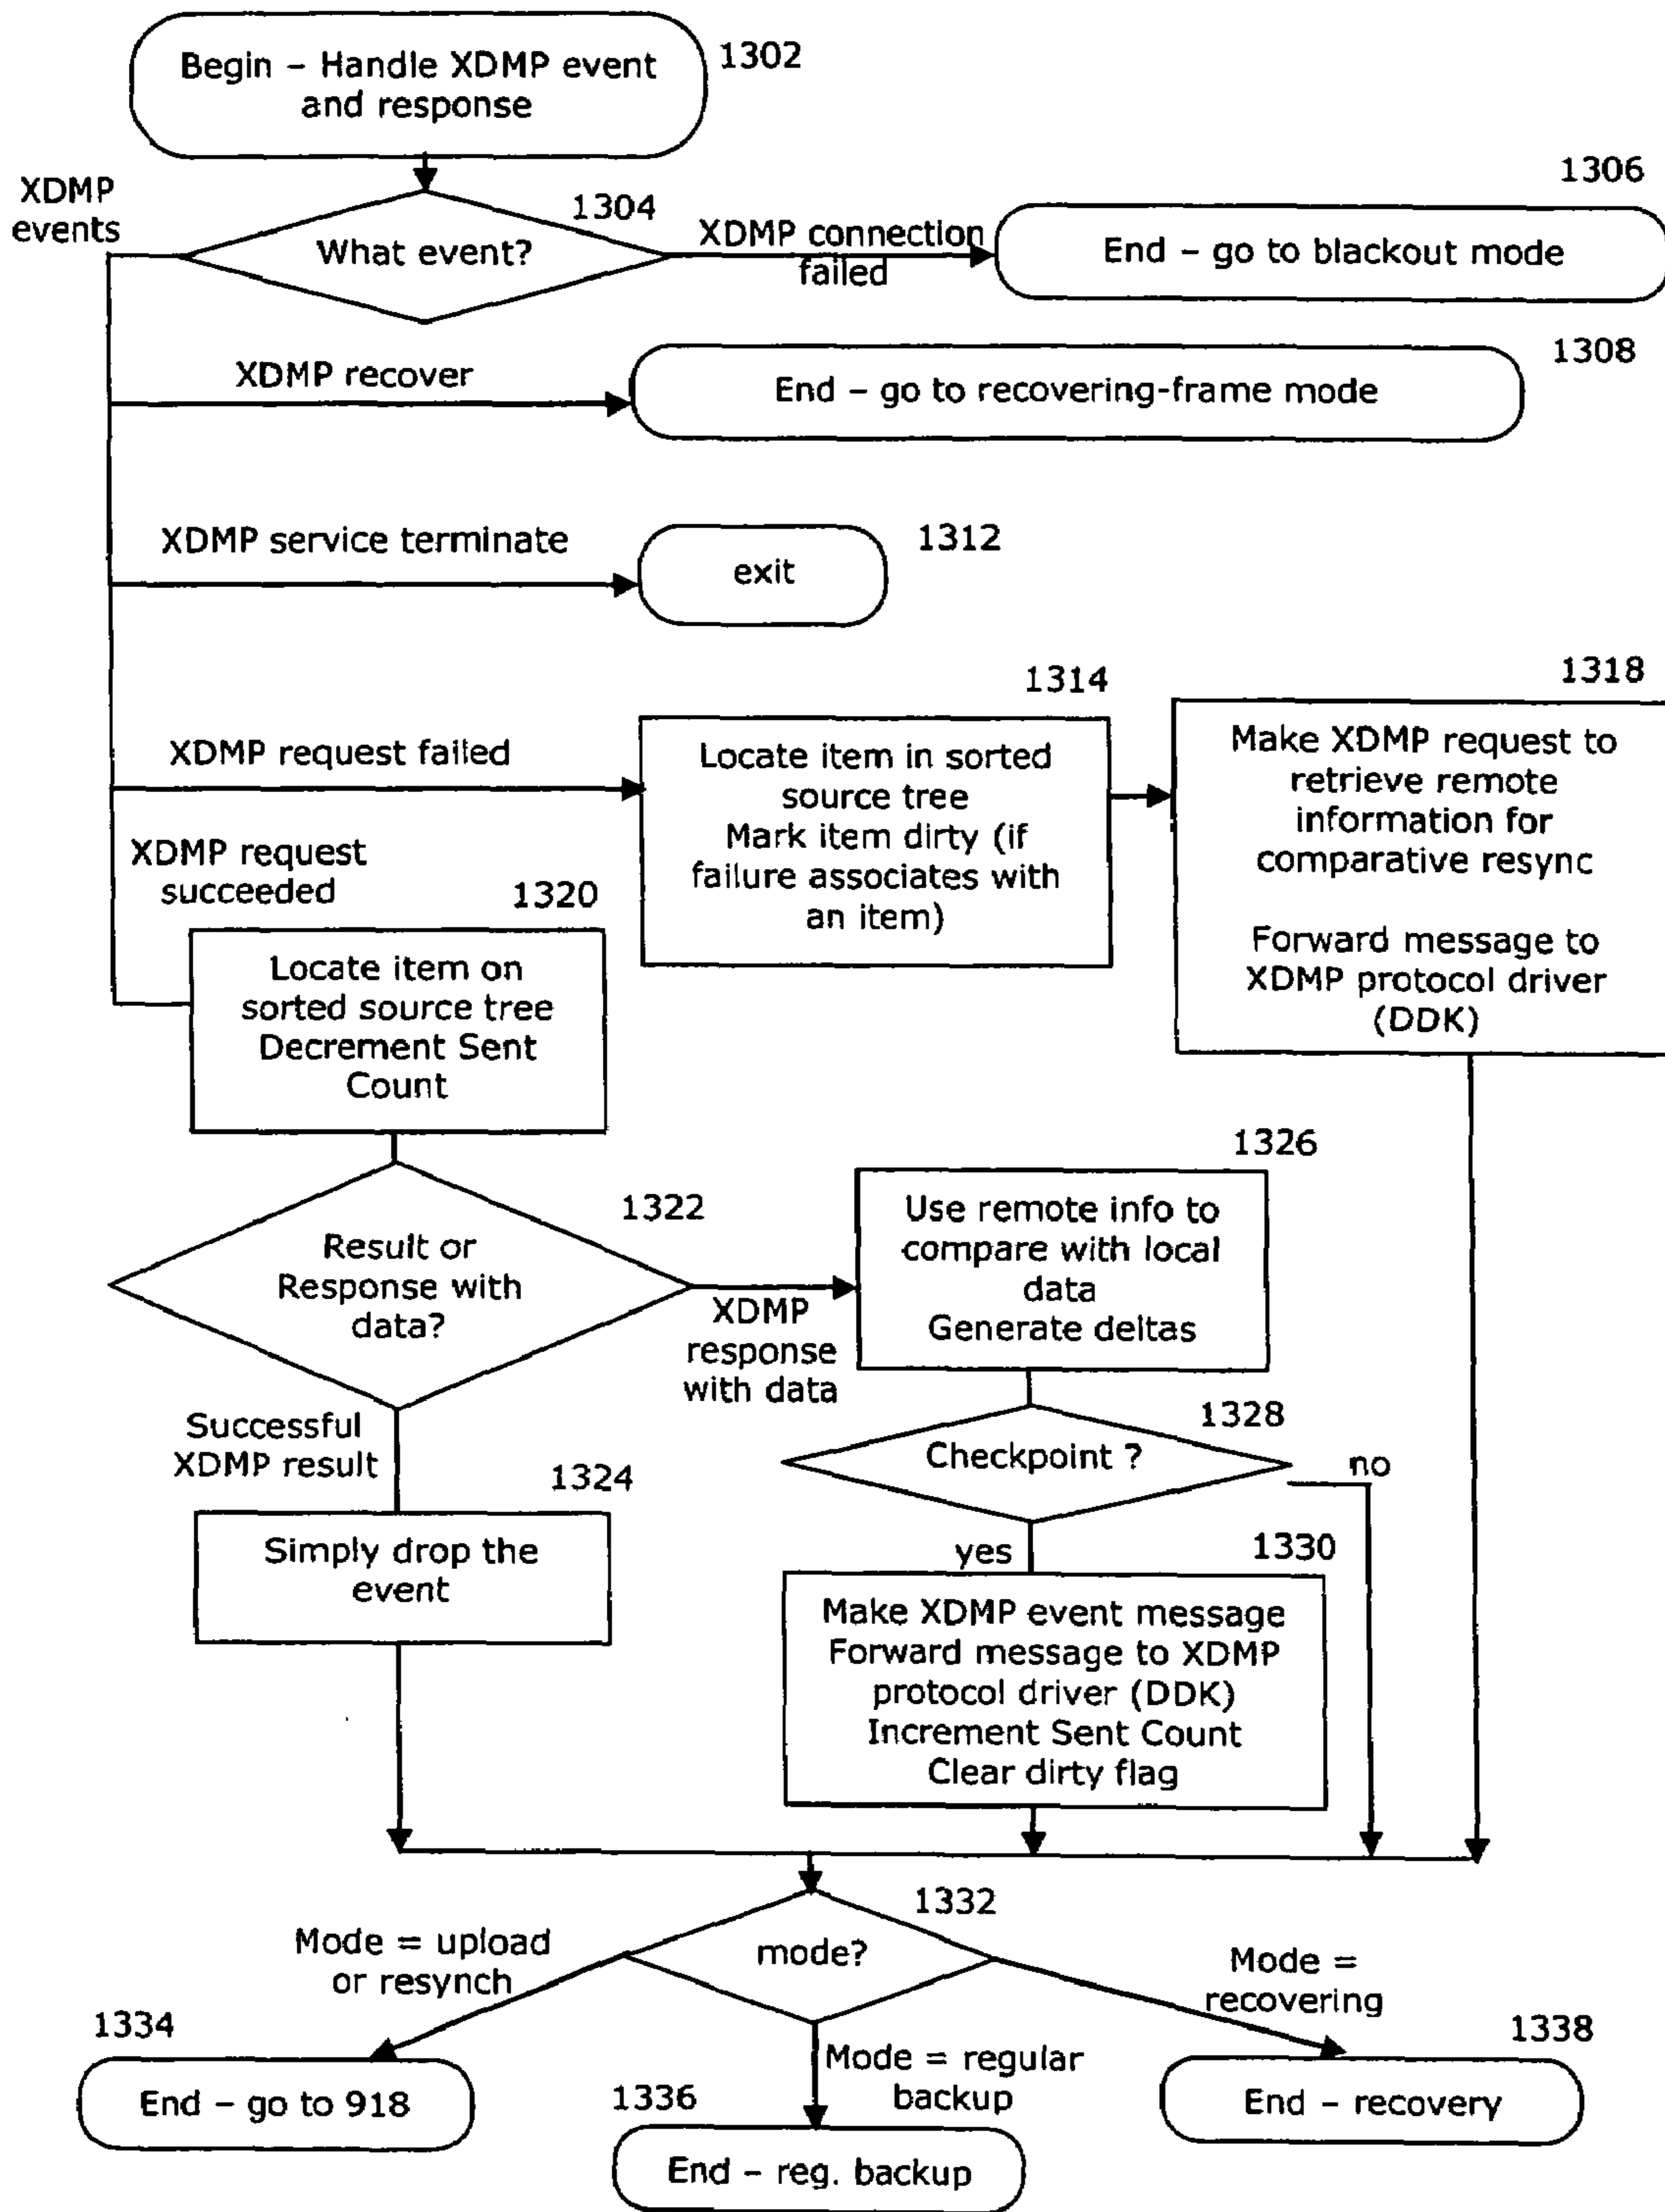 Begin – Handle XDMP event
and response
1302
XDMP
events
1304
What event?
XDMP connection
failed
1306
End – go to blackout mode
XDMP recover
1308
End – go to recovering-frame mode
XDMP service terminate
1312
exit
XDMP request failed
1314
Locate item in sorted
source tree
Mark item dirty (if
failure associates with
an item)
1318
Make XDMP request to
retrieve remote
information for
comparative resync
Forward message to
XDMP protocol driver
(DDK)
XDMP request
succeeded
1320
Locate item on
sorted source tree
Decrement Sent
Count
1322
Result or
Response with
data?
XDMP
response
with data
1326
Use remote info to
compare with local
data
Generate deltas
1328
Checkpoint ?
no
yes
1330
Make XDMP event message
Forward message to XDMP
protocol driver (DDK)
Increment Sent Count
Clear dirty flag
Successful
XDMP result
1324
Simply drop the
event
1332
mode?
Mode = upload
or resynch
1334
End – go to 918
Mode = regular
backup
1336
End – reg. backup
Mode =
recovering
1338
End – recovery